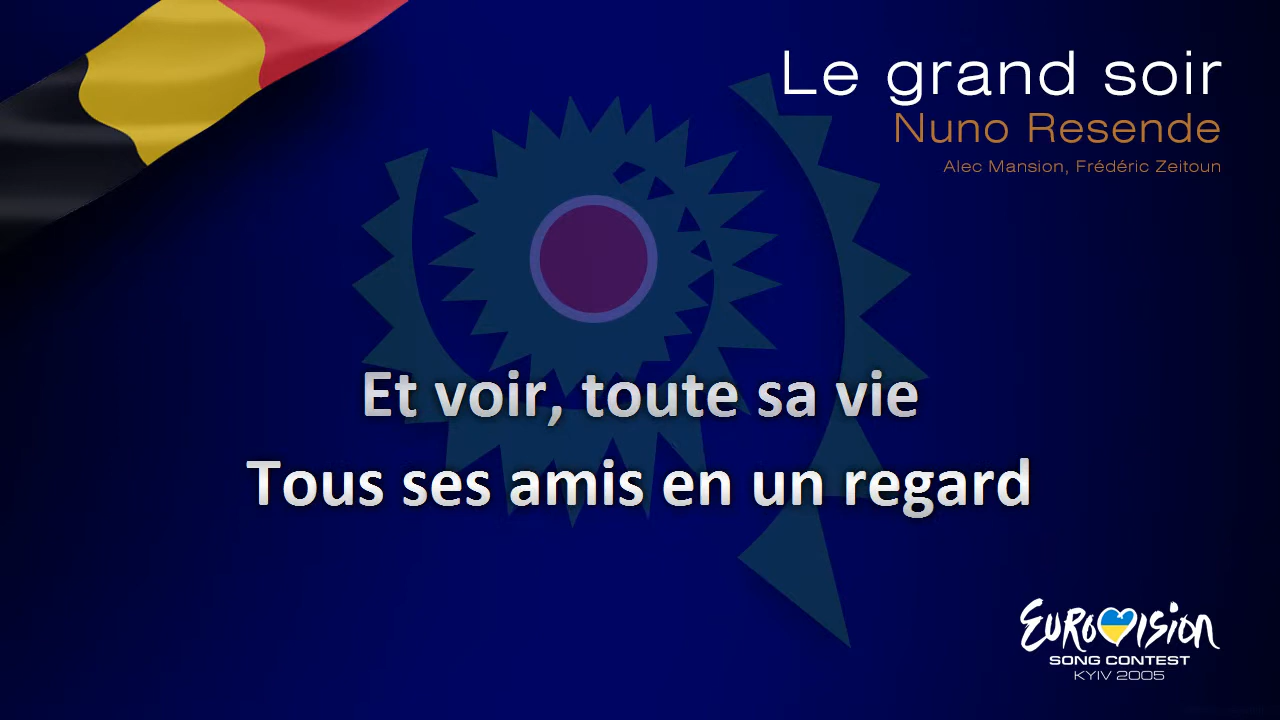 Le grand soir
Nuno Resende
Alec Mansion, Frédéric Zeitoun
Et voir, toute sa vie
Tous ses amis en un regard
EUROVISION
SONG CONTEST
KYIV 2005